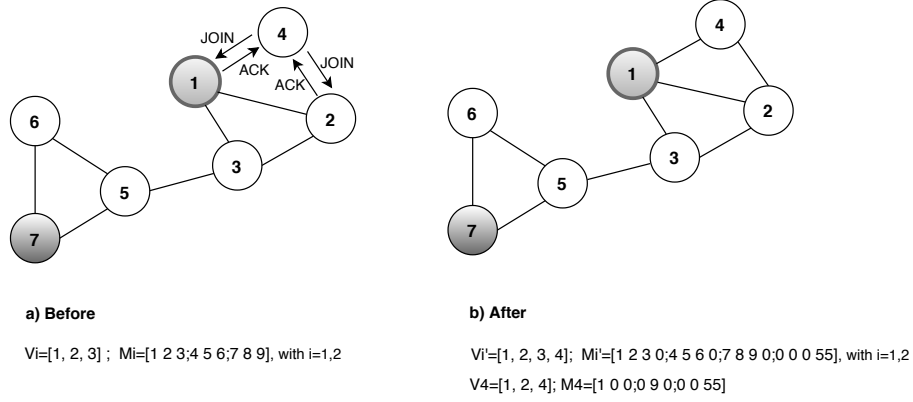 4
JOIN
JOIN
ACK
ACK
1
2
6
3
5
7
4
1
2
6
3
5
7
a) Before
Vi=[1, 2, 3] ; Mi=[1 2 3;4 5 6;7 8 9], with i=1,2
b) After
Vi'=[1, 2, 3, 4]; Mi'=[1 2 3 0;4 5 6 0;7 8 9 0;0 0 0 55], with i=1,2
V4=[1, 2, 4]; M4=[1 0 0;0 9 0;0 0 55]